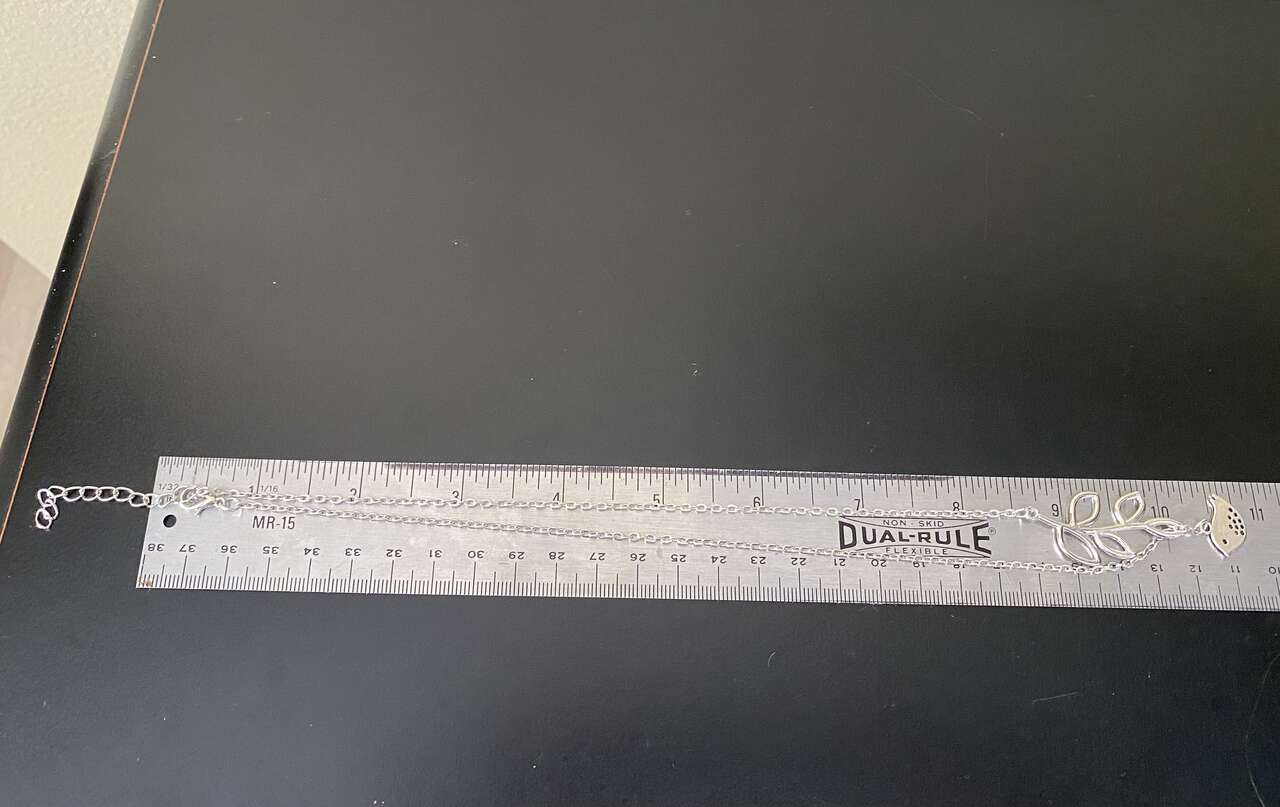 1/32 1 1/16 2 3 4 5 6 7 8 9 10 11
MR-15
NON - SKID
DUAL-RULE®
FLEXIBLE
38 37 36 35 34 33 32 31 30 29 28 27 26 25 24 23 22 21 20 19 18 13 12 11 10